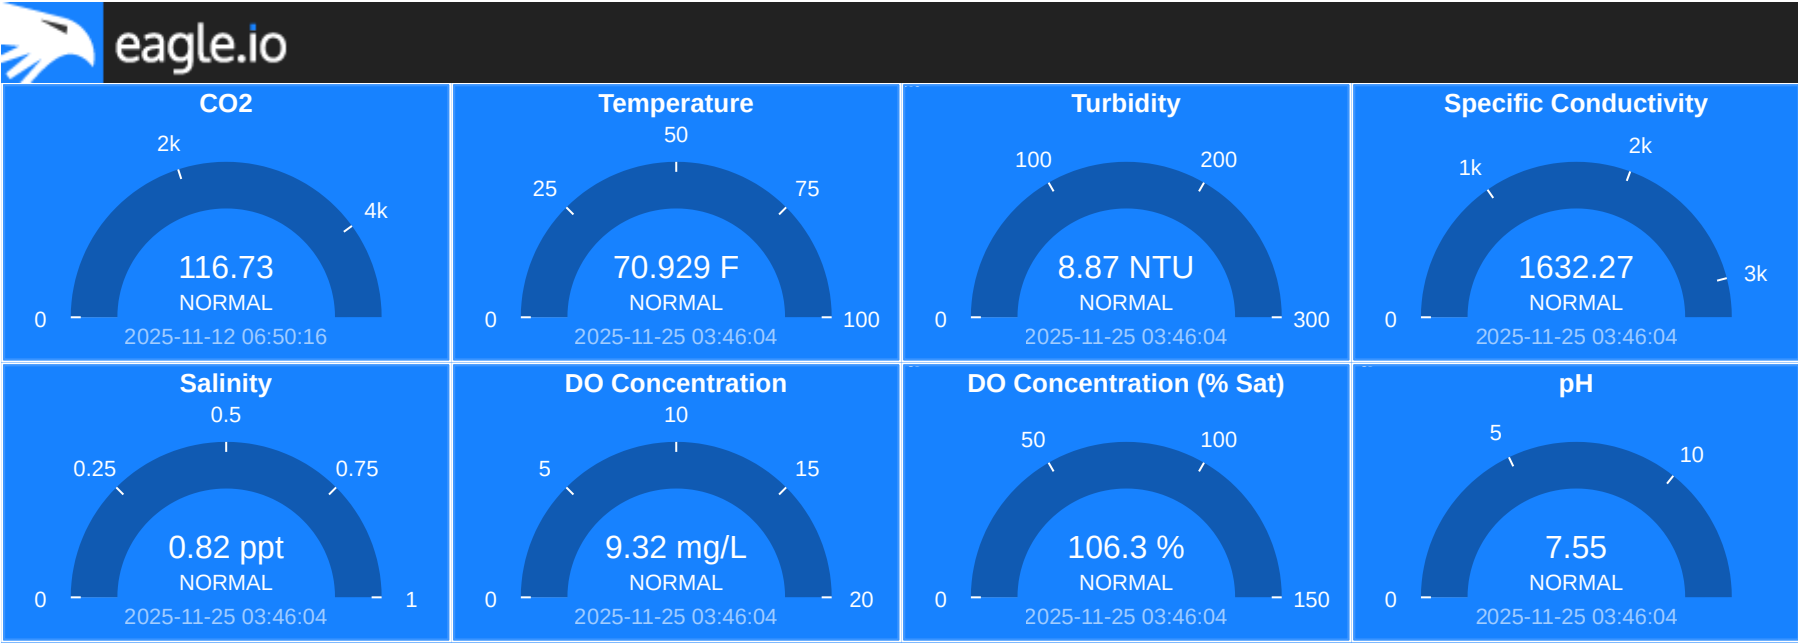 eagle.io
CO2
2k
4k
116.73
NORMAL
0
2025-11-12 06:50:16
Temperature
50
25
75
70.929 F
NORMAL
0
100
2025-11-25 03:46:04
Turbidity
100
200
8.87 NTU
NORMAL
0
300
2025-11-25 03:46:04
Specific Conductivity
2k
1k
1632.27
3k
NORMAL
0
2025-11-25 03:46:04
Salinity
0.5
0.25
0.75
0.82 ppt
NORMAL
0
1
2025-11-25 03:46:04
DO Concentration
10
5
15
9.32 mg/L
NORMAL
0
20
2025-11-25 03:46:04
DO Concentration (% Sat)
50
100
106.3 %
NORMAL
0
150
2025-11-25 03:46:04
pH
5
10
7.55
NORMAL
0
2025-11-25 03:46:04